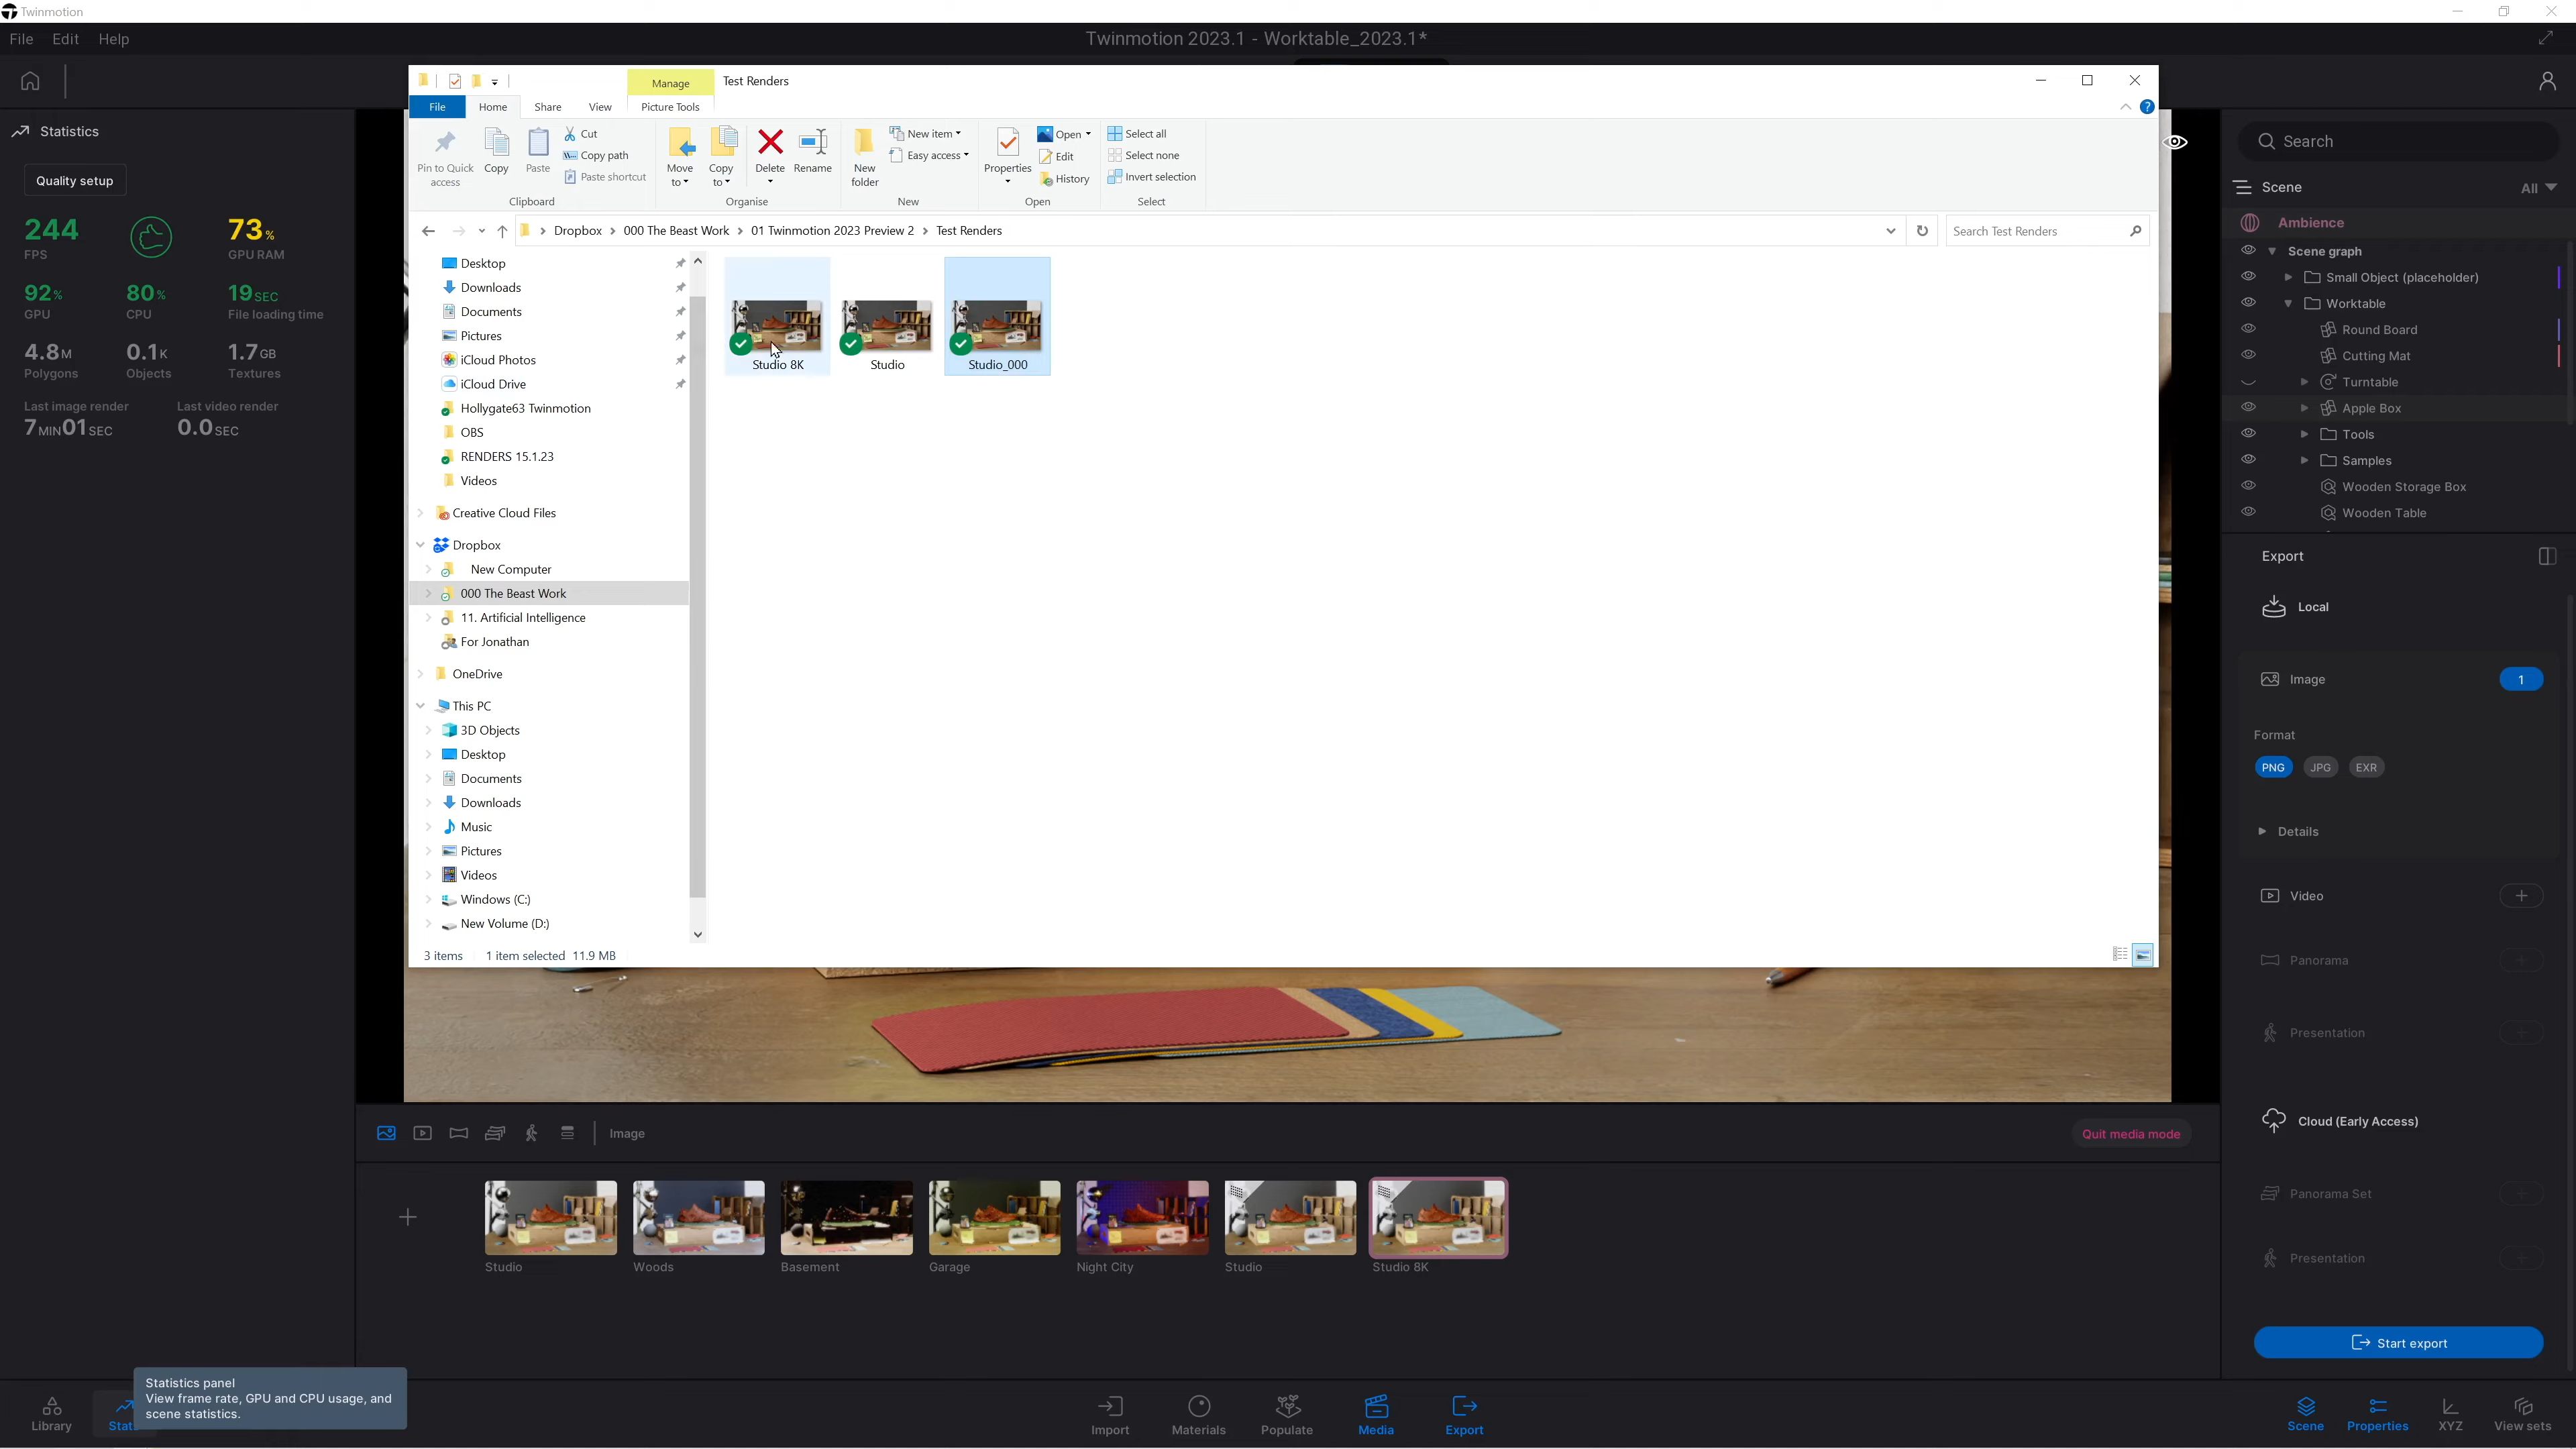 Twinmotion
File Edit Help
Twinmotion 2023.1 - Worktable_2023.1*
Manage
Test Renders
File Home Share View Picture Tools
Pin to Quick access
Copy
Paste
Cut
Copy path
Paste shortcut
Clipboard
Move to
Copy to
Delete
Rename
Organise
New folder
New item
Easy access
New
Properties
Open
Edit
History
Open
Select all
Select none
Invert selection
Select
Dropbox > 000 The Beast Work > 01 Twinmotion 2023 Preview 2 > Test Renders
Search Test Renders
Desktop
Downloads
Documents
Pictures
iCloud Photos
iCloud Drive
Hollygate63 Twinmotion
OBS
RENDERS 15.1.23
Videos
Creative Cloud Files
Dropbox
New Computer
000 The Beast Work
11. Artificial Intelligence
For Jonathan
OneDrive
This PC
3D Objects
Desktop
Documents
Downloads
Music
Pictures
Videos
Windows (C:)
New Volume (D:)
Studio 8K
Studio
Studio_000
3 items 1 item selected 11.9 MB
Statistics
Quality setup
244
FPS
73%
GPU RAM
92%
GPU
80%
CPU
19SEC
File loading time
4.8M
Polygons
0.1K
Objects
1.7GB
Textures
Last image render
7MIN01SEC
Last video render
0.0SEC
Search
Scene
All
Ambience
Scene graph
Small Object (placeholder)
Worktable
Round Board
Cutting Mat
Turntable
Apple Box
Tools
Samples
Wooden Storage Box
Wooden Table
Export
Local
Image
1
Format
PNG JPG EXR
Details
Video
Panorama
Presentation
Cloud (Early Access)
Panorama Set
Presentation
Start export
Image
Quit media mode
Studio
Woods
Basement
Garage
Night City
Studio
Studio 8K
Statistics panel
View frame rate, GPU and CPU usage, and
scene statistics.
Library
Import
Materials
Populate
Media
Export
Scene
Properties
XYZ
View sets